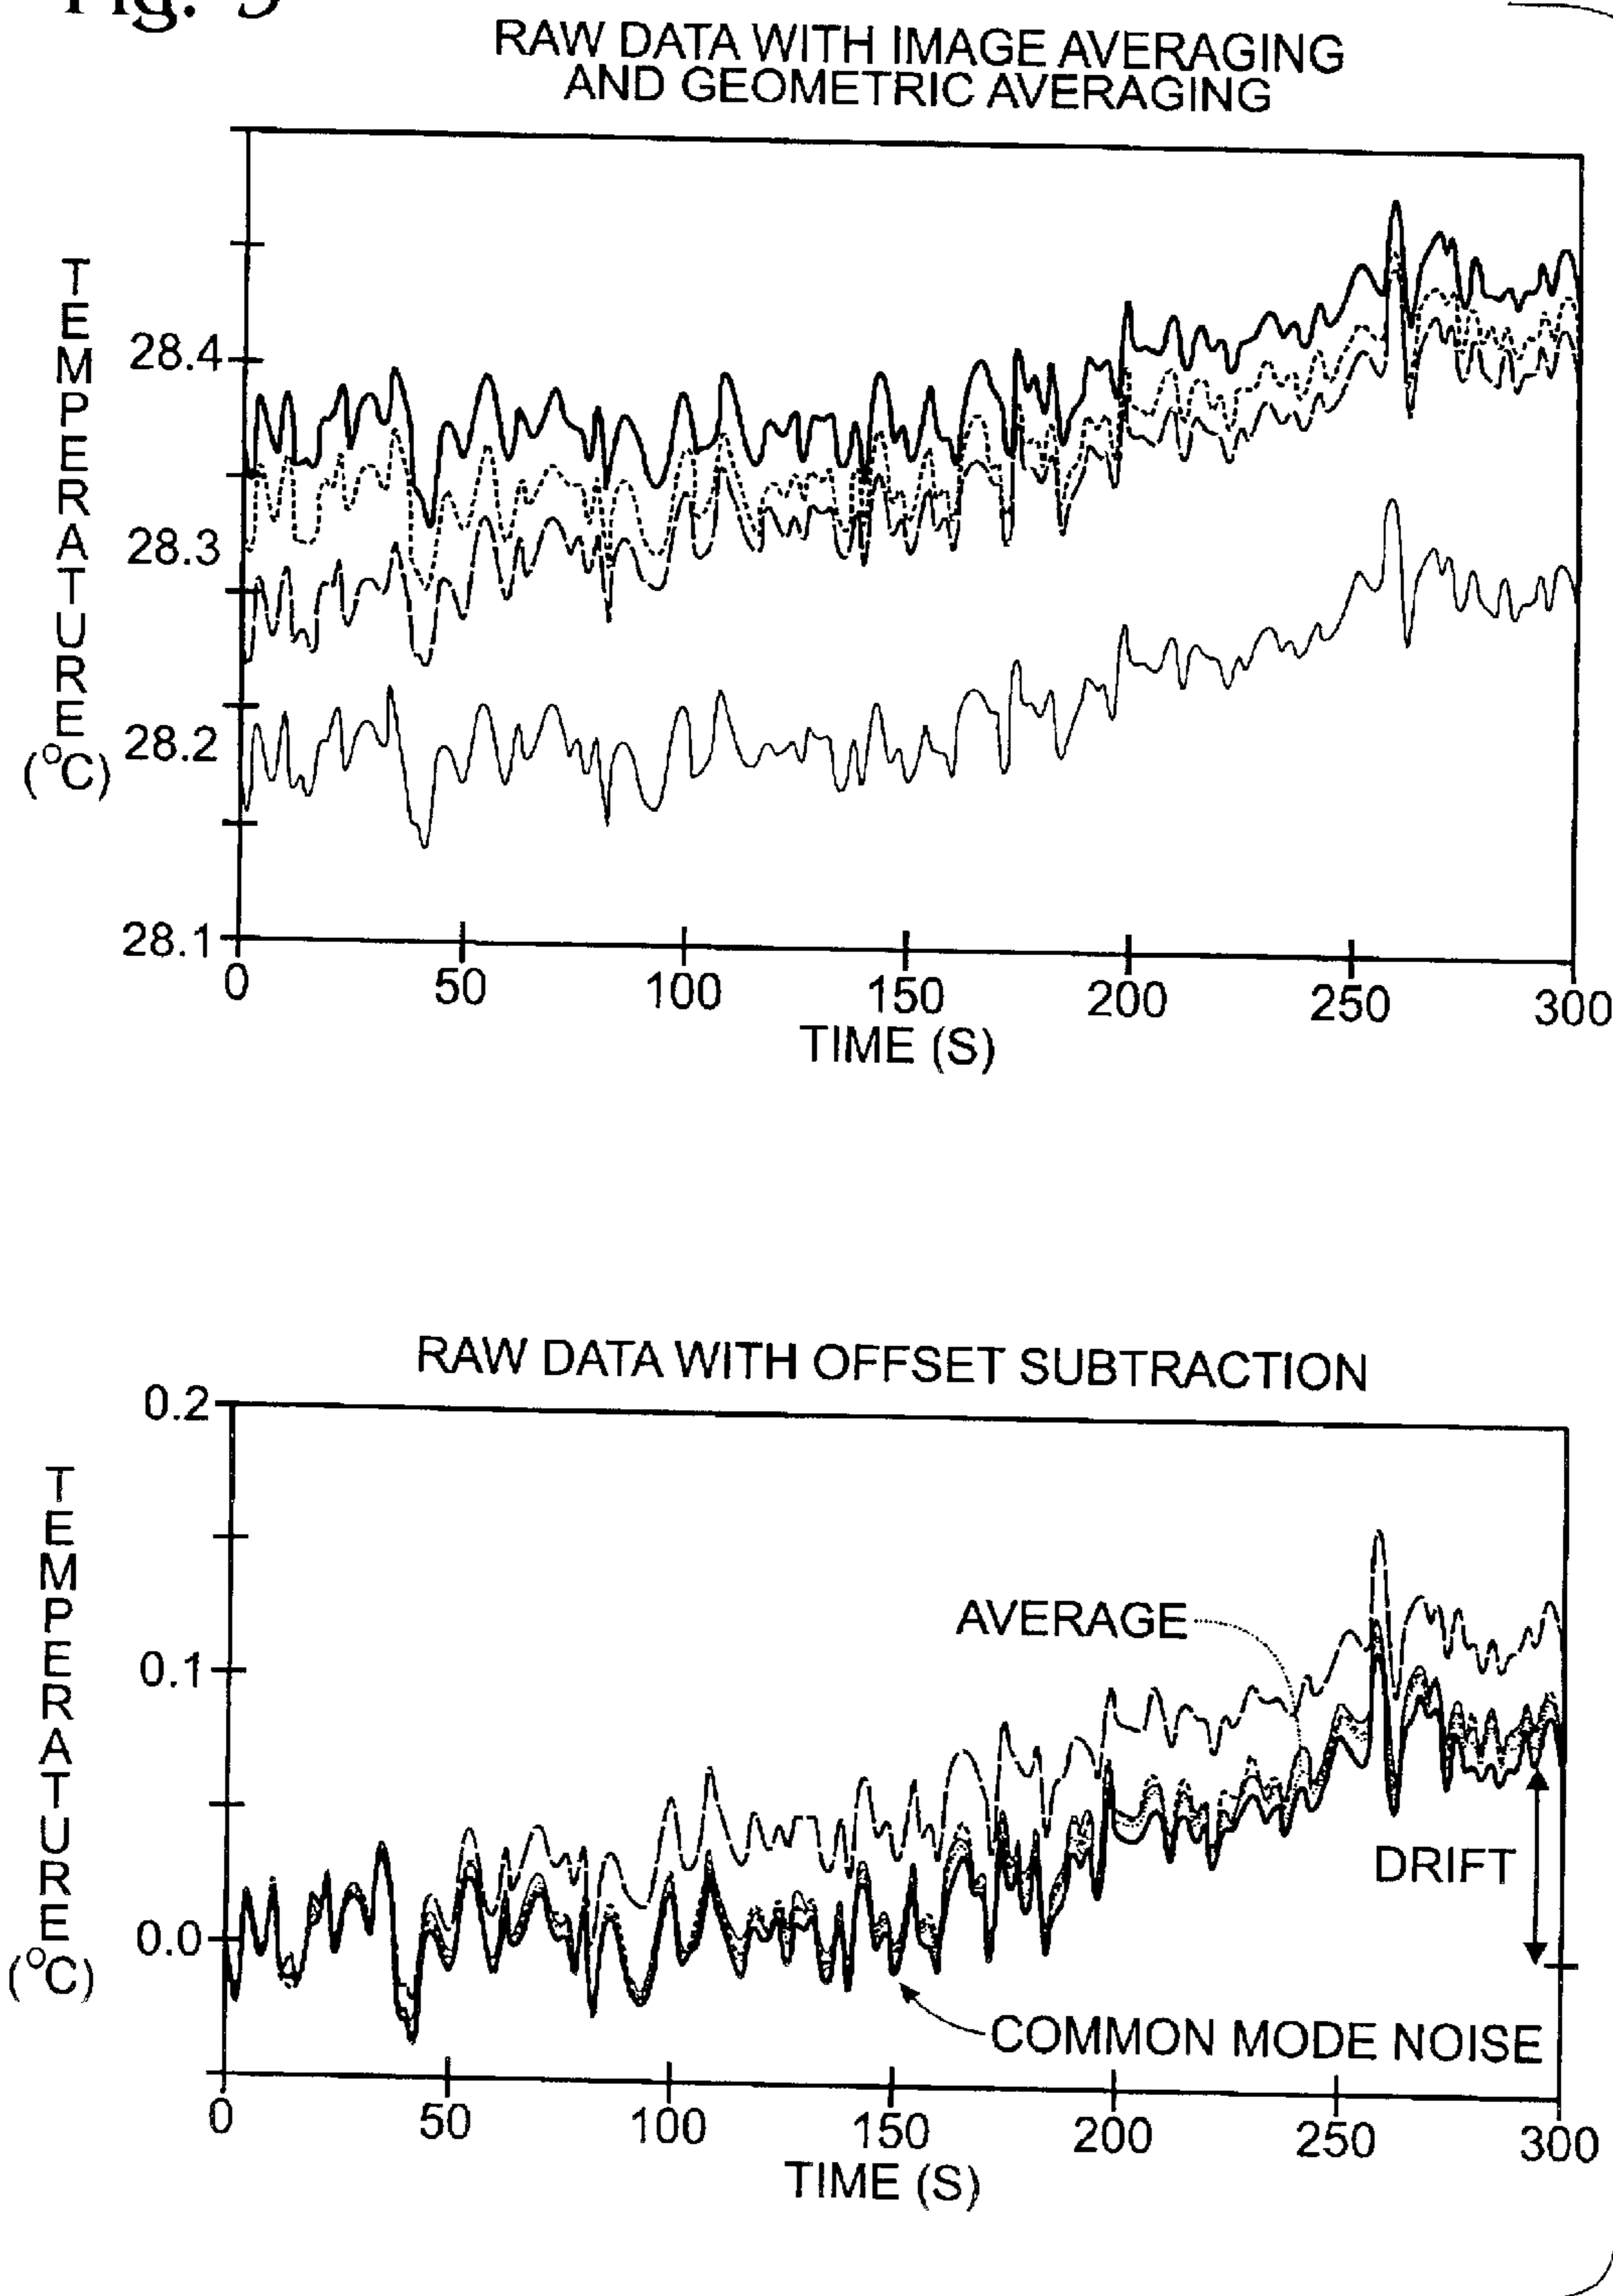 Fig. 5
RAW DATA WITH IMAGE AVERAGING
AND GEOMETRIC AVERAGING
TEMPERATURE
(°C)
28.4
28.3
28.2
28.1
0 50 100 150 200 250 300
TIME (S)
RAW DATA WITH OFFSET SUBTRACTION
TEMPERATURE
(°C)
0.2
0.1
0.0
AVERAGE
DRIFT
COMMON MODE NOISE
0 50 100 150 200 250 300
TIME (S)